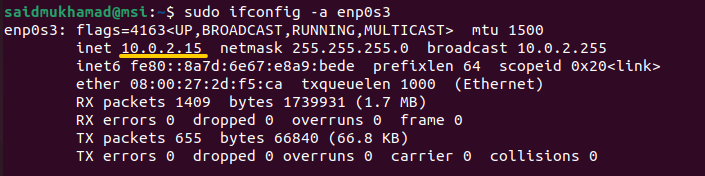 saidmukhamad@msi:~$ sudo ifconfig -a enp0s3
enp0s3: flags=4163<UP,BROADCAST,RUNNING,MULTICAST>  mtu 1500
        inet 10.0.2.15  netmask 255.255.255.0  broadcast 10.0.2.255
        inet6 fe80::8a7d:6e67:e8a9:bede  prefixlen 64  scopeid 0x20<link>
        ether 08:00:27:2d:f5:ca  txqueuelen 1000  (Ethernet)
        RX packets 1409  bytes 1739931 (1.7 MB)
        RX errors 0  dropped 0  overruns 0  frame 0
        TX packets 655  bytes 66840 (66.8 KB)
        TX errors 0  dropped 0 overruns 0  carrier 0  collisions 0